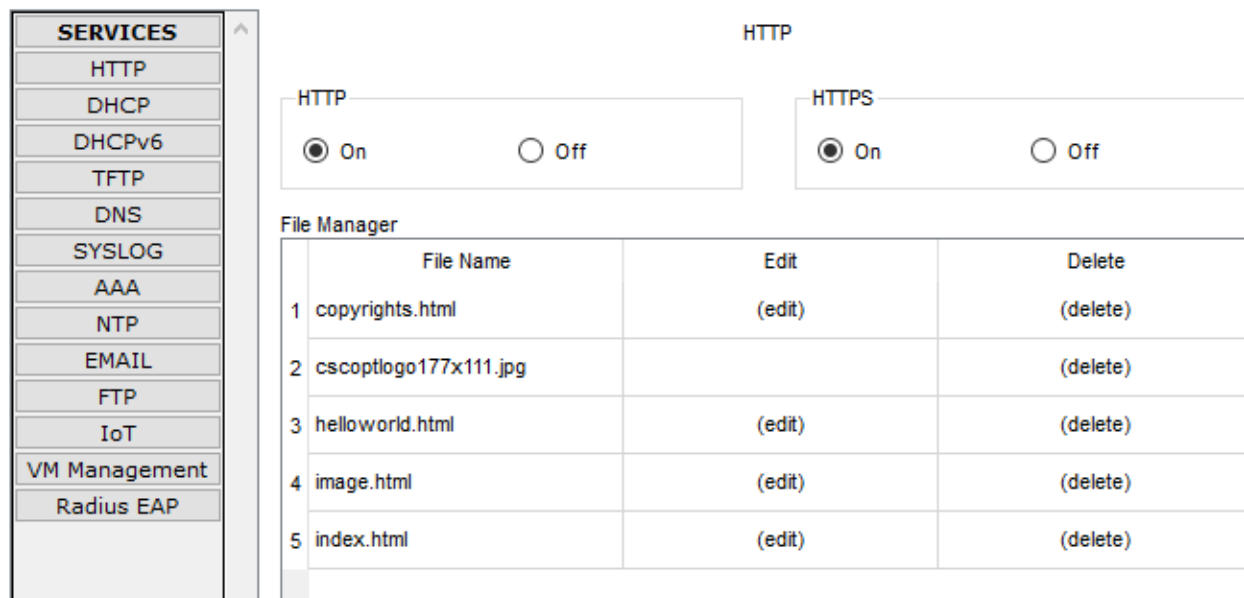 SERVICES
HTTP
DHCP
DHCPv6
TFTP
DNS
SYSLOG
AAA
NTP
EMAIL
FTP
IoT
VM Management
Radius EAP
HTTP
HTTP
On Off
HTTPS
On Off
File Manager
File Name Edit Delete
1 copyrights.html (edit) (delete)
2 cscoptlogo177x111.jpg (delete)
3 helloworld.html (edit) (delete)
4 image.html (edit) (delete)
5 index.html (edit) (delete)